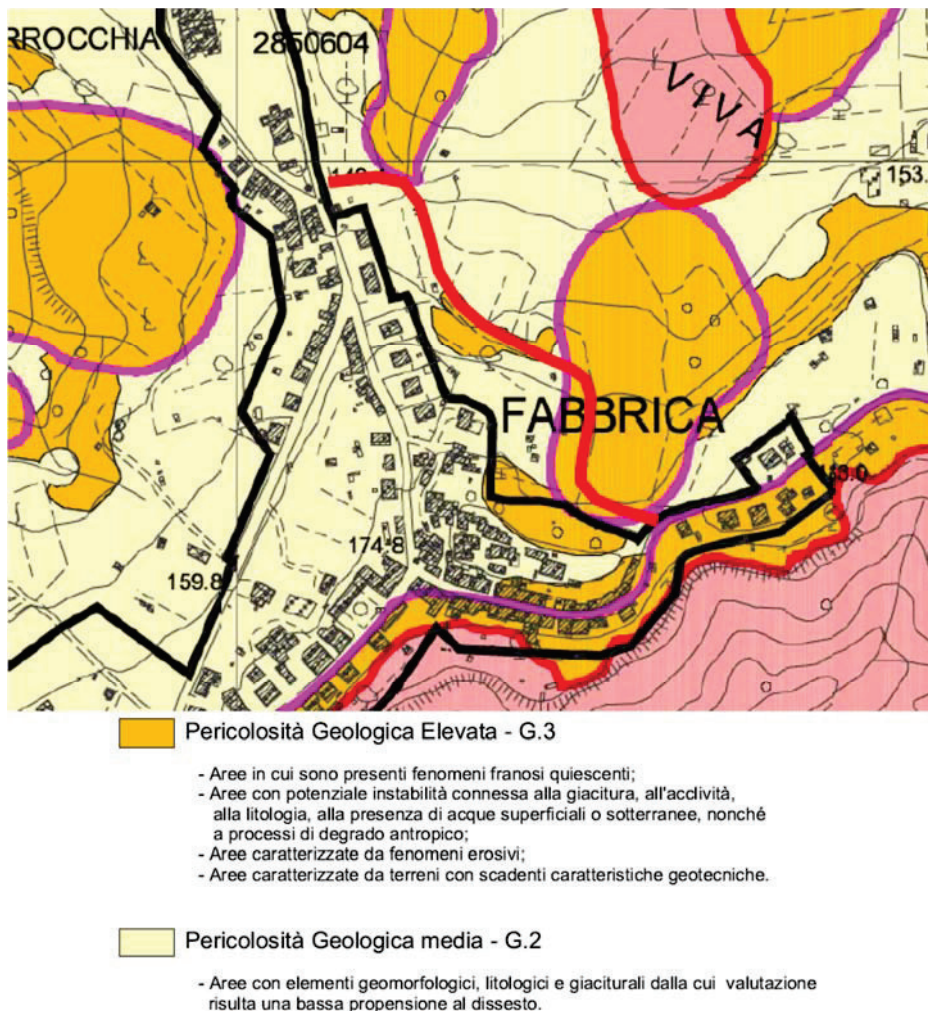 RROCCHIA
2850604
VIVA
153.
FABBRICA
174.8
159.8
Pericolosità Geologica Elevata - G.3
- Aree in cui sono presenti fenomeni franosi quiescenti;
- Aree con potenziale instabilità connessa alla giacitura, all'acclività,
alla litologia, alla presenza di acque superficiali o sotterranee, nonché
a processi di degrado antropico;
- Aree caratterizzate da fenomeni erosivi;
- Aree caratterizzate da terreni con scadenti caratteristiche geotecniche.
Pericolosità Geologica media - G.2
- Aree con elementi geomorfologici, litologici e giaciturali dalla cui valutazione
risulta una bassa propensione al dissesto.